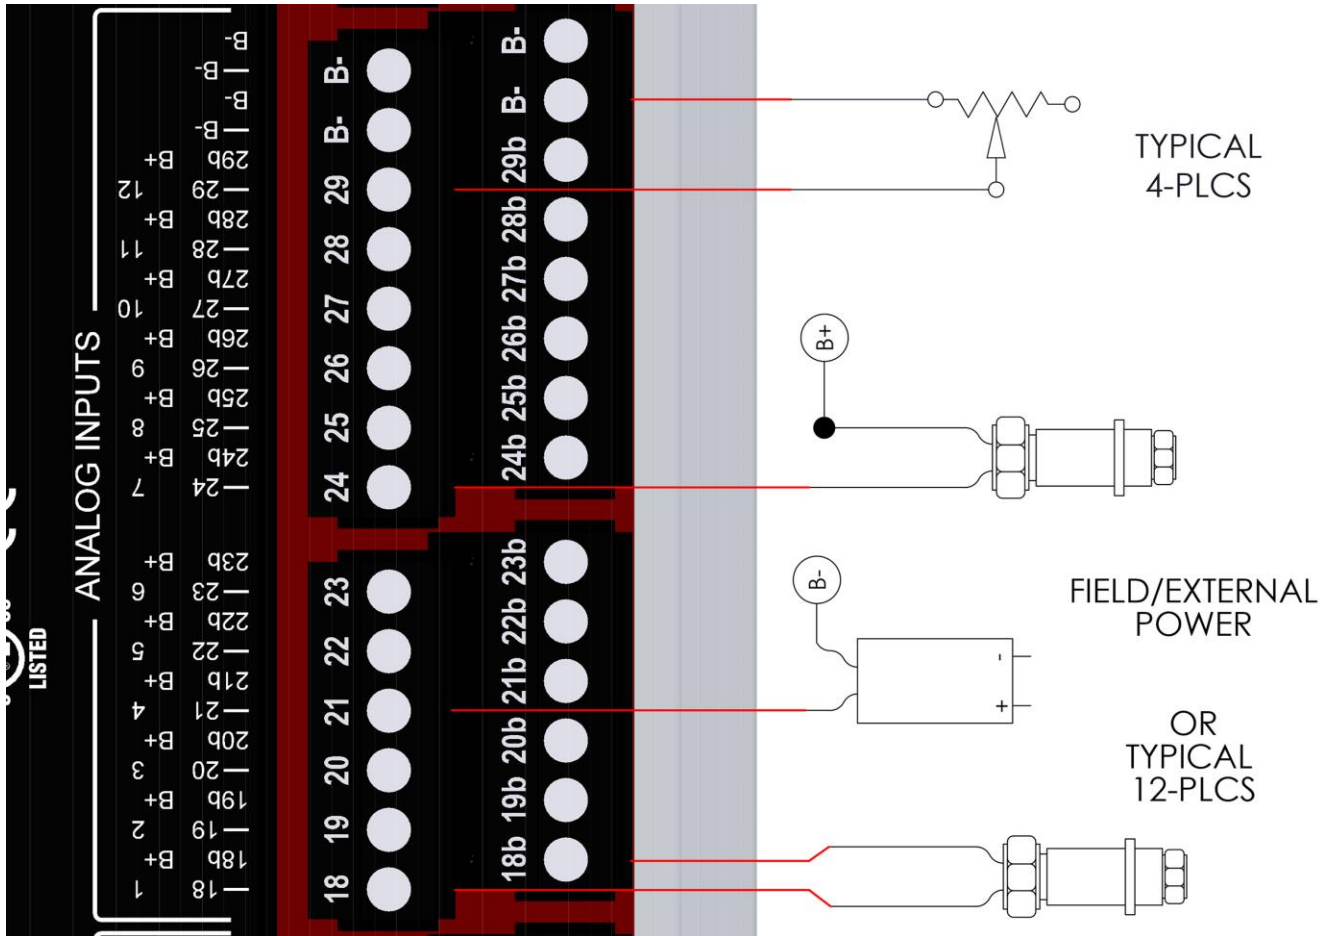 ANALOG INPUTS
LISTED
B-
B-
B-
B-
29b B+
29 12
28b B+
28 11
27b B+
27 10
26b B+
26 9
25b B+
25 8
24b B+
24 7
23b B+
23 6
22b B+
22 5
21b B+
21 4
20b B+
20 3
19b B+
19 2
18b B+
18 1
B-
B-
29
28
27
26
25
24
23
22
21
20
19
18
B-
B-
29b
28b
27b
26b
25b
24b
23b
22b
21b
20b
19b
18b
TYPICAL
4-PLCS
B+
B-
-
+
FIELD/EXTERNAL
POWER
OR
TYPICAL
12-PLCS